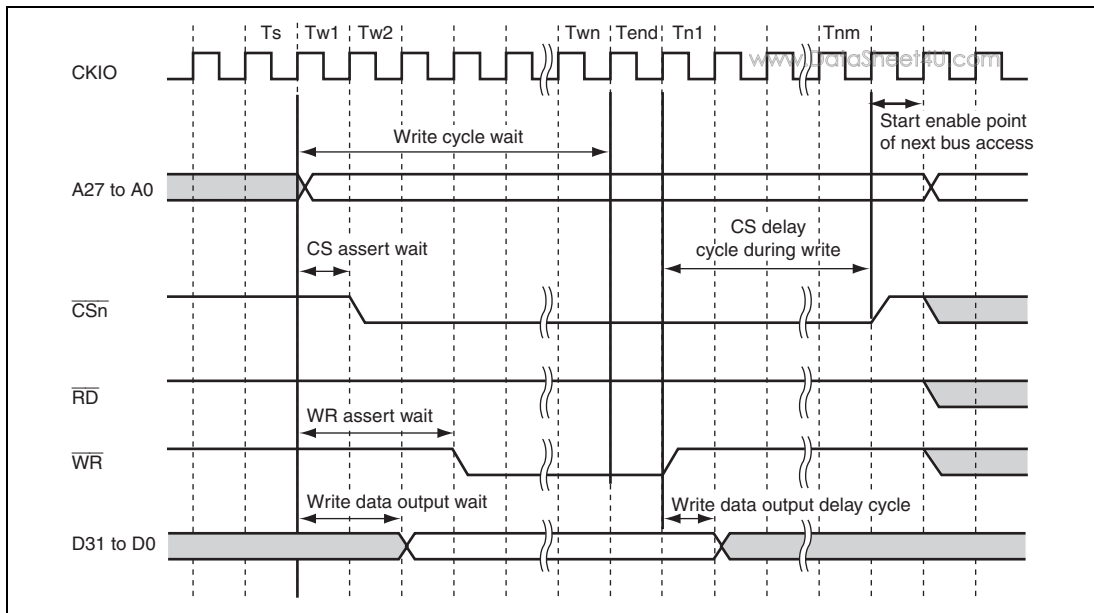 Ts Tw1 Tw2 Twn Tend Tn1 Tnm
CKIO
www.DataSheet4U.com
Start enable point
of next bus access
Write cycle wait
A27 to A0
CS delay
cycle during write
CS assert wait
CSn
RD
WR assert wait
WR
Write data output wait
Write data output delay cycle
D31 to D0